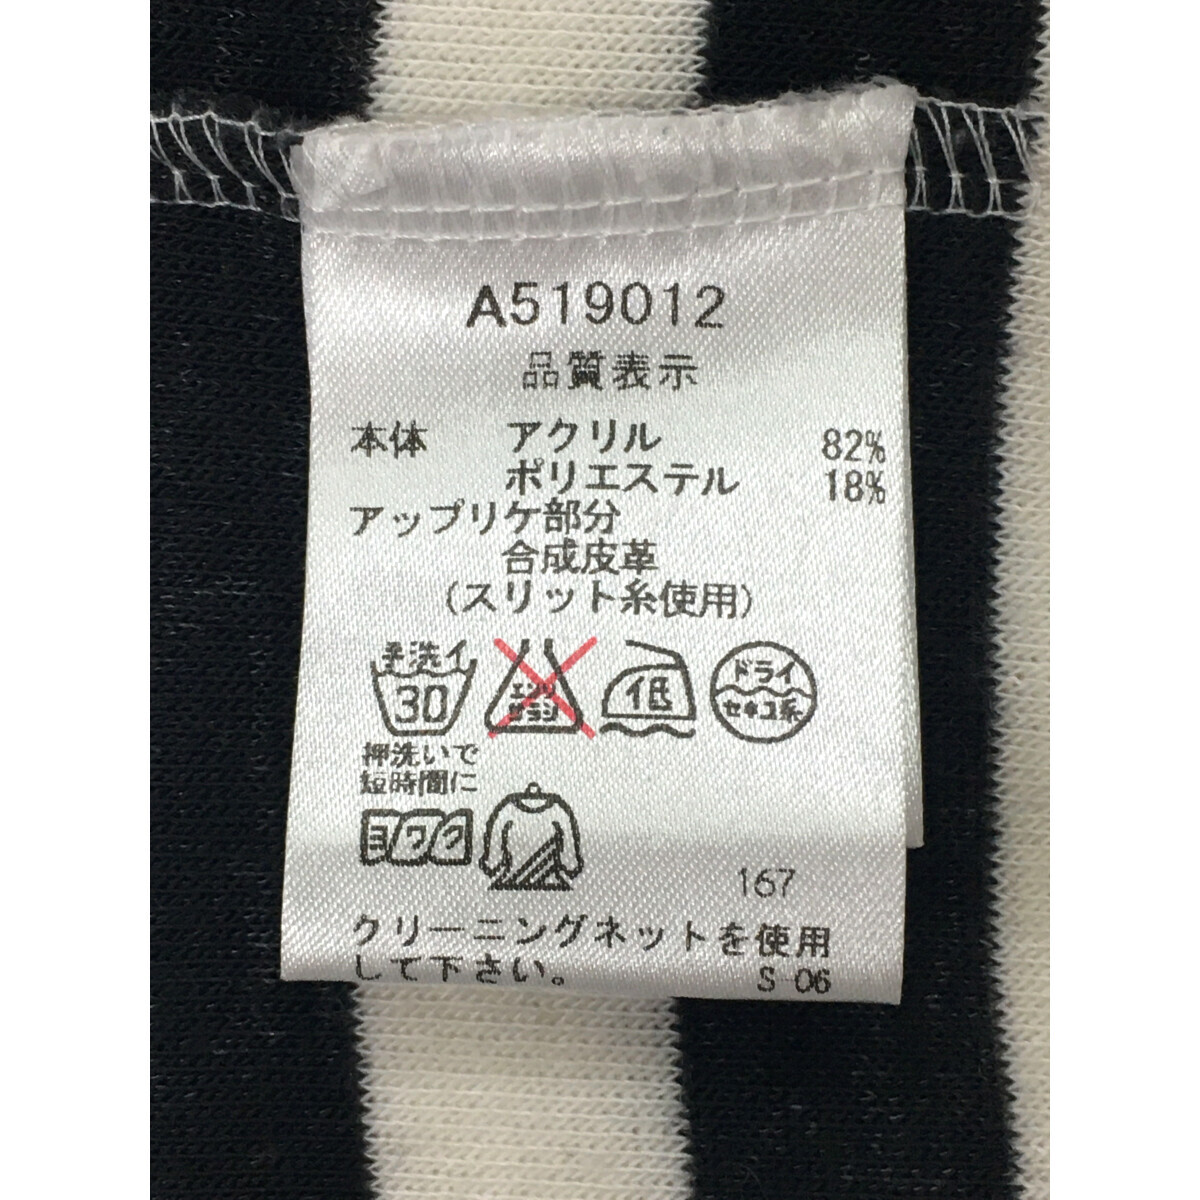 A519012
品質表示
本体 アクリル 82%
ポリエステル 18%
アップリケ部分
合成皮革
(スリット糸使用)
手洗イ
30
エンソ
サラシ
低
ドライ
セキユ系
押洗いで
短時間に
ヨワク
167
クリーニングネットを使用
して下さい。
S-06